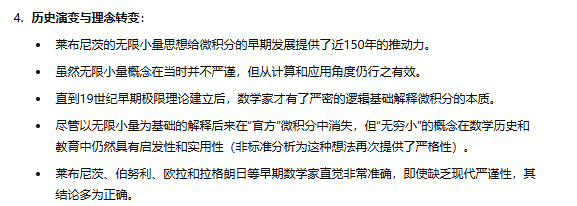 4. 历史演变与理念转变：
• 莱布尼茨的无限小量思想给微积分的早期发展提供了近150年的推动力。
• 虽然无限小量概念在当时并不严谨，但从计算和应用角度仍行之有效。
• 直到19世纪早期极限理论建立后，数学家才有了严密的逻辑基础解释微积分的本质。
• 尽管以无限小量为基础的解释后来在“官方”微积分中消失，但“无穷小”的概念在数学历史和
教育中仍然具有启发性和实用性（非标准分析为这种想法再次提供了严格性）。
• 莱布尼茨、伯努利、欧拉和拉格朗日等早期数学家直觉非常准确，即使缺乏现代严谨性，其
结论多为正确。